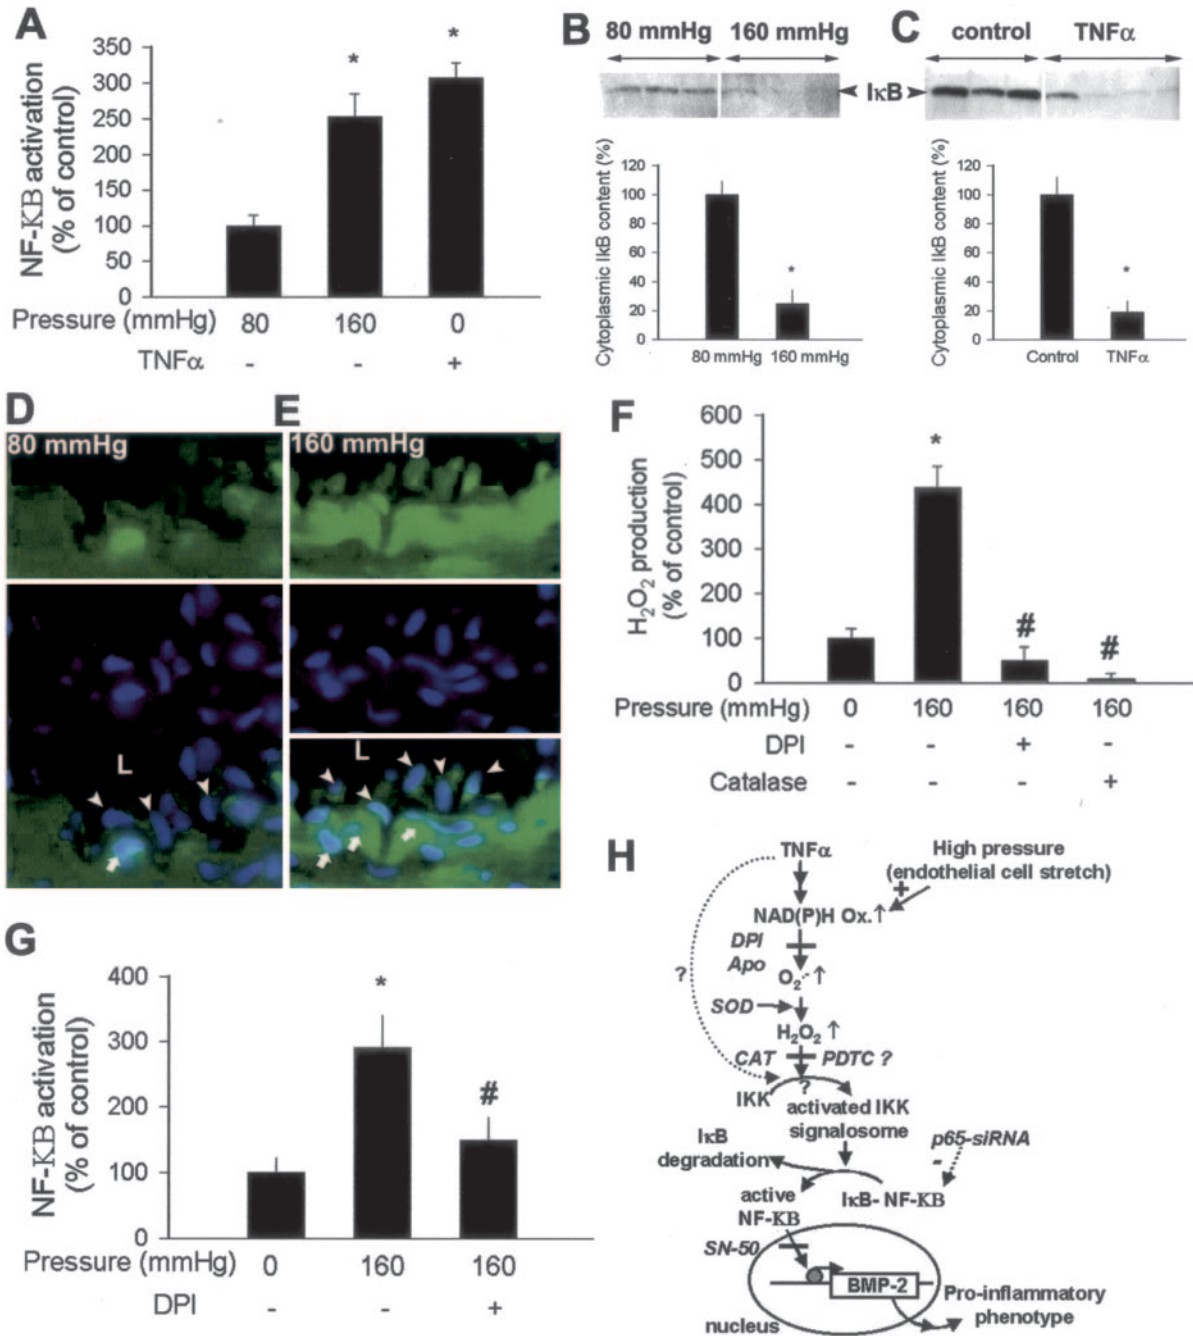 A
NF-KB activation
(% of control)
400
350
300
250
200
150
100
50
0
*
*
Pressure (mmHg) 80 160 0
TNFα - - +
B
80 mmHg 160 mmHg
IκB
Cytoplasmic IkB content (%)
120
100
80
60
40
20
0
*
80 mmHg 160 mmHg
C
control TNFα
Cytoplasmic IkB content (%)
120
100
80
60
40
20
0
*
Control TNFα
D
80 mmHg
L
E
160 mmHg
L
F
H₂O₂ production
(% of control)
600
500
400
300
200
100
0
*
#
#
Pressure (mmHg) 0 160 160 160
DPI - - + -
Catalase - - - +
G
NF-KB activation
(% of control)
400
300
200
100
0
*
#
Pressure (mmHg) 0 160 160
DPI - - +
H
TNFα
High pressure
(endothelial cell stretch)
+
NAD(P)H Ox.↑
DPI
Apo
?
O₂·-↑
SOD
H₂O₂ ↑
CAT PDTC ?
?
IKK
activated IKK
signalosome
IκB
degradation
p65-siRNA
-
active
NF-KB
IκB- NF-KB
SN-50
BMP-2
nucleus
Pro-inflammatory
phenotype